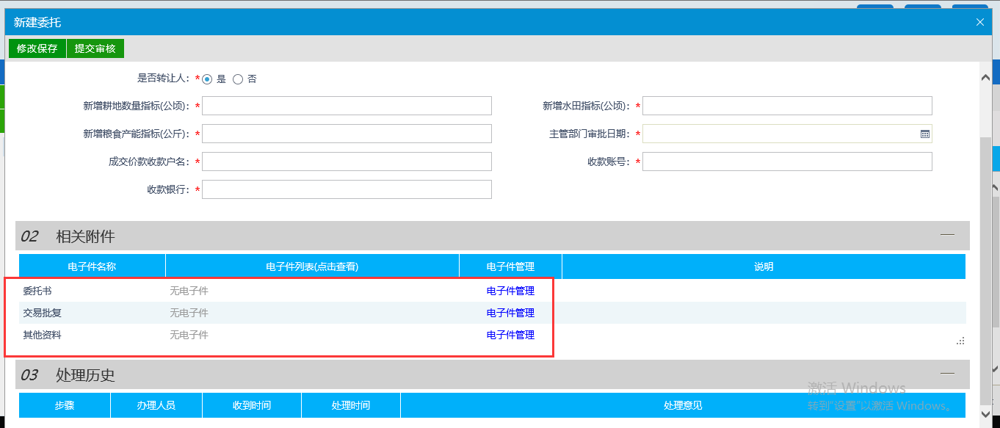 新建委托
修改保存 提交审核
是否转让人： * 是 否
新增耕地数量指标(公顷)： * 新增水田指标(公顷)： *
新增粮食产能指标(公斤)： * 主管部门审批日期： *
成交价款收款户名： * 收款账号： *
收款银行： *
02 相关附件
电子件名称 电子件列表(点击查看) 电子件管理 说明
委托书 无电子件 电子件管理
交易批复 无电子件 电子件管理
其他资料 无电子件 电子件管理
03 处理历史
激活 Windows
步骤 办理人员 收到时间 处理时间 处理意见
转到"设置"以激活 Windows。